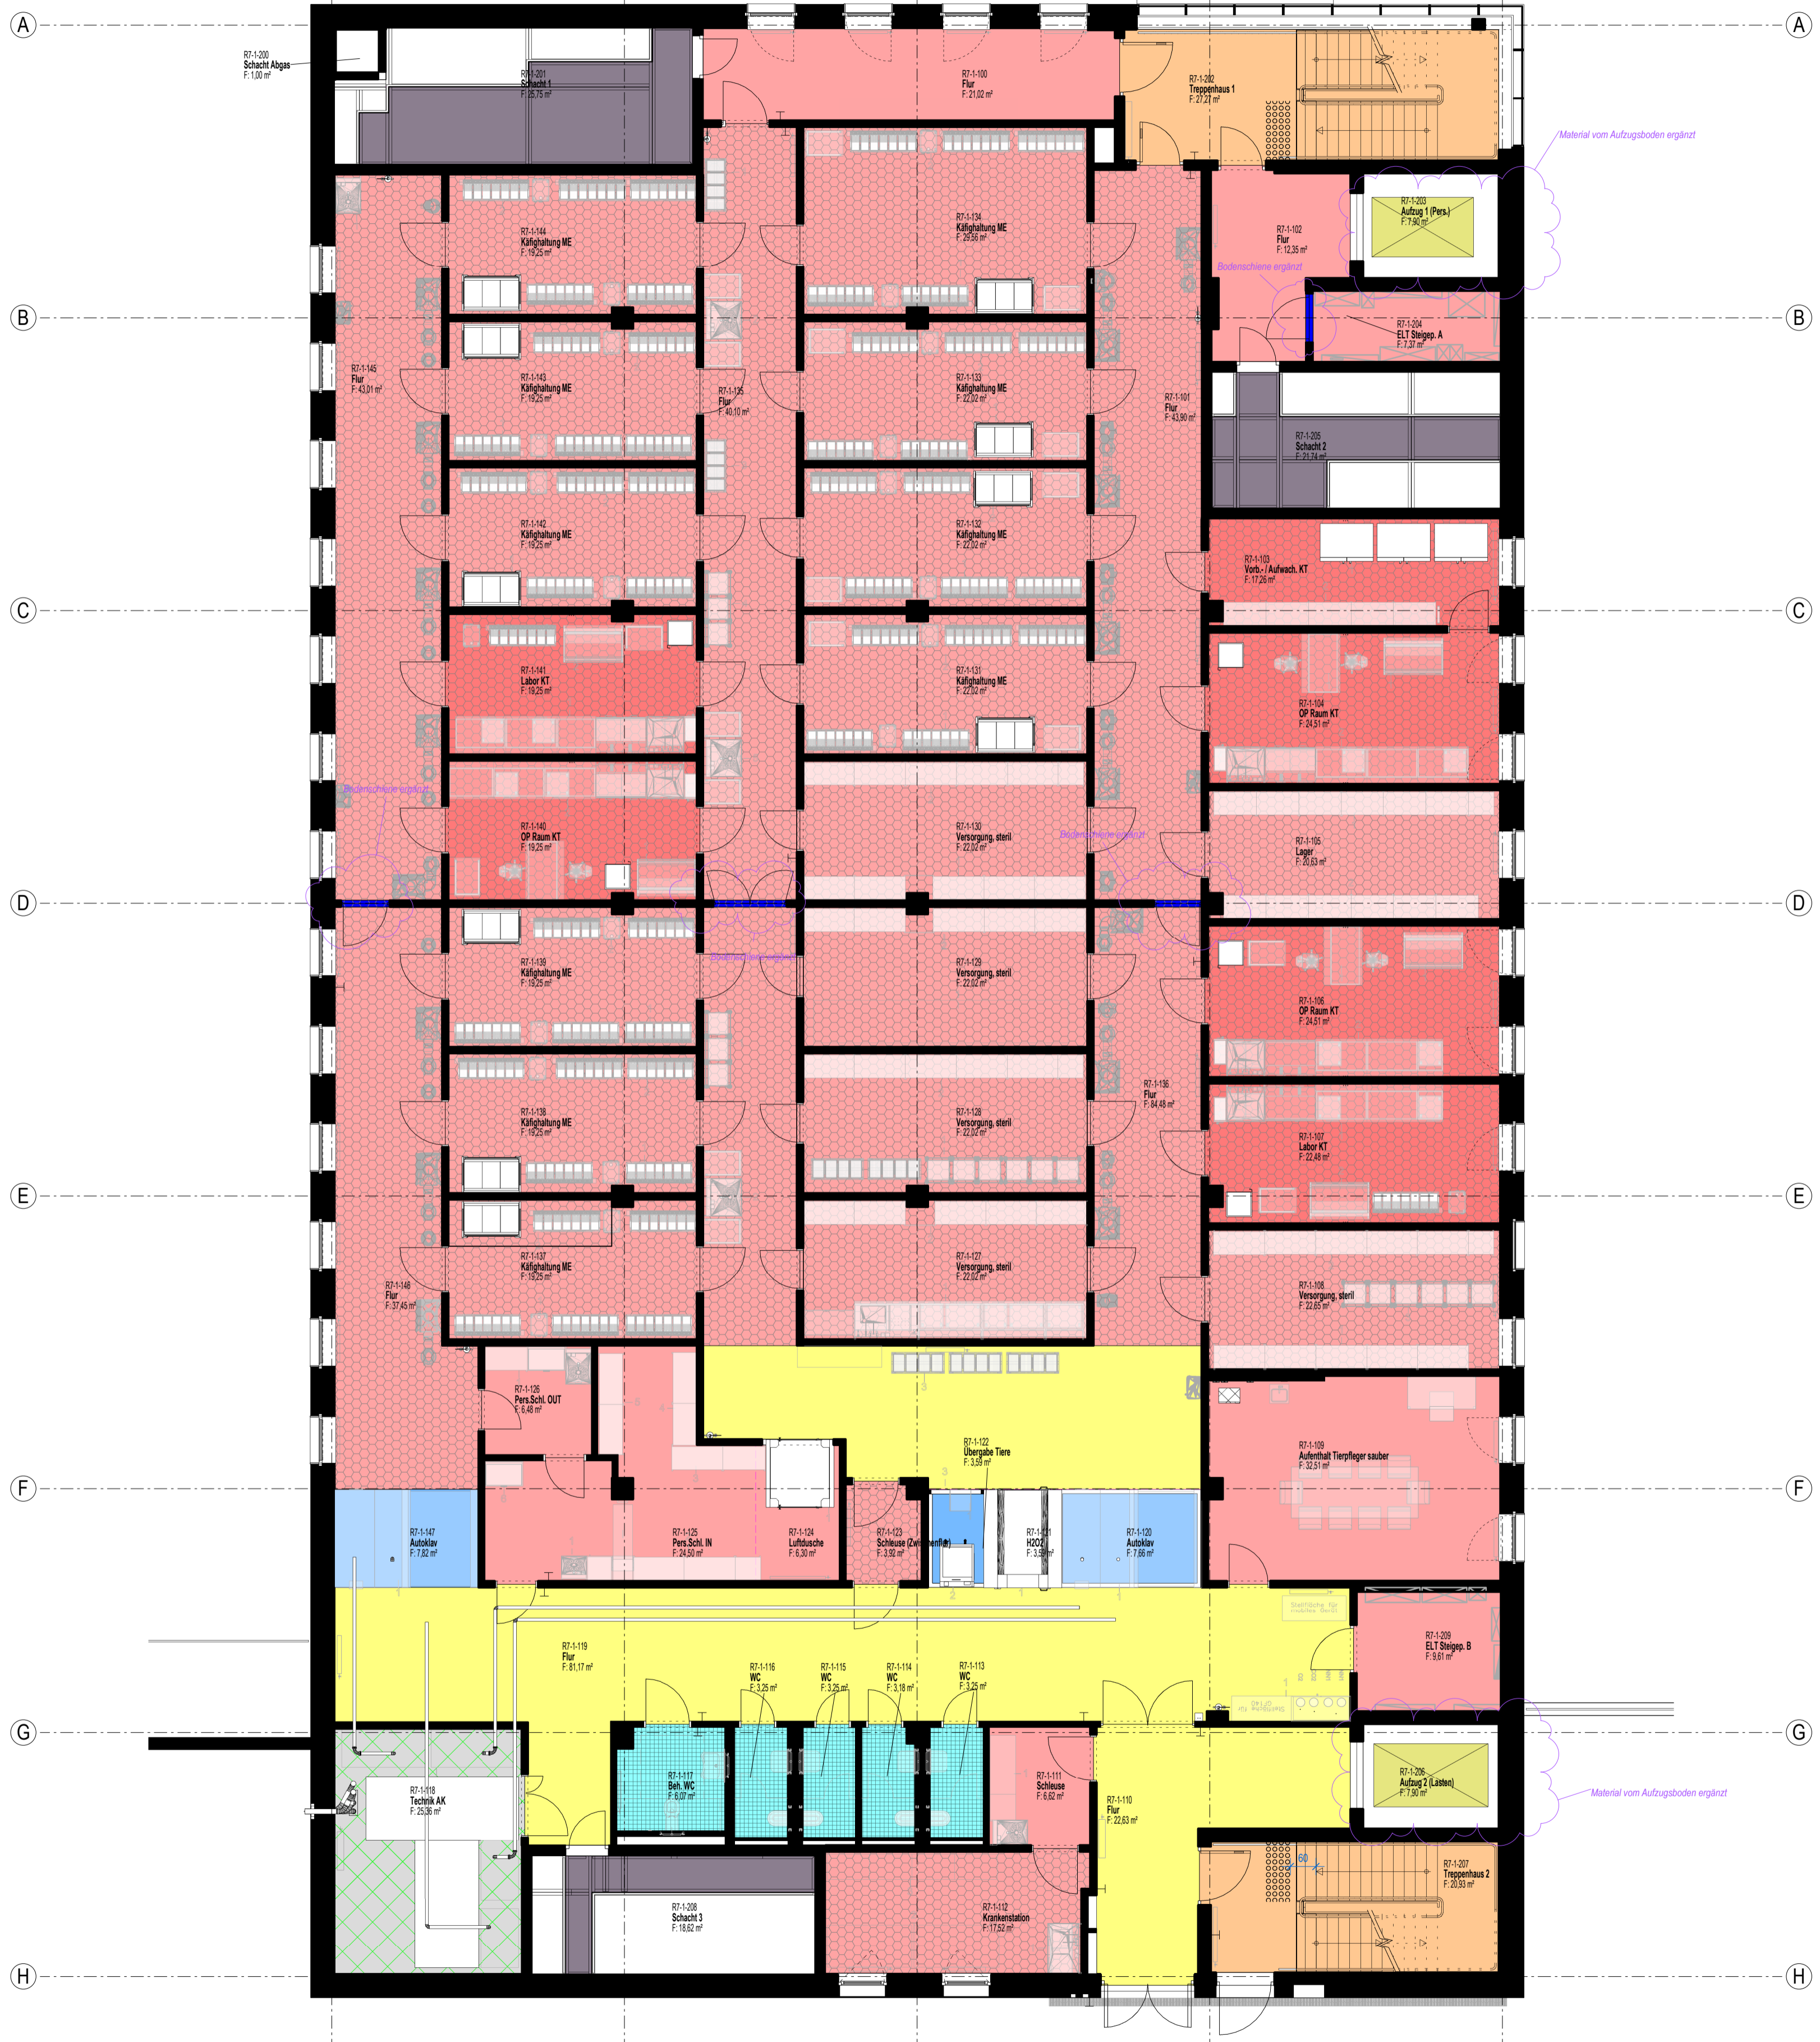 A
A
R7-1-200
Schacht Abgas
F: 1,00 m²
R7-1-201
Schacht 1
F: 25,75 m²
R7-1-100
Flur
F: 21,02 m²
R7-1-202
Treppenhaus 1
F: 27,27 m²
Material vom Aufzugsboden ergänzt
R7-1-144
Käfighaltung ME
F: 19,25 m²
R7-1-134
Käfighaltung ME
F: 29,56 m²
R7-1-102
Flur
F: 12,35 m²
R7-1-203
Aufzug 1 (Pers.)
F: 7,90 m²
Bodenschiene ergänzt
B
B
R7-1-204
ELT Steigep. A
F: 7,37 m²
R7-1-145
Flur
F: 43,01 m²
R7-1-143
Käfighaltung ME
F: 19,25 m²
R7-1-135
Flur
F: 40,10 m²
R7-1-133
Käfighaltung ME
F: 22,02 m²
R7-1-101
Flur
F: 43,90 m²
R7-1-205
Schacht 2
F: 21,74 m²
R7-1-142
Käfighaltung ME
F: 19,25 m²
R7-1-132
Käfighaltung ME
F: 22,02 m²
R7-1-103
Vorb.- / Aufwach. KT
F: 17,26 m²
C
C
R7-1-141
Labor KT
F: 19,25 m²
R7-1-131
Käfighaltung ME
F: 22,02 m²
R7-1-104
OP Raum KT
F: 24,51 m²
Bodenschiene ergänzt
R7-1-140
OP Raum KT
F: 19,25 m²
R7-1-130
Versorgung, steril
F: 22,02 m²
Bodenschiene ergänzt
R7-1-105
Lager
F: 20,63 m²
D
D
Bodenschiene ergänzt
R7-1-139
Käfighaltung ME
F: 19,25 m²
R7-1-129
Versorgung, steril
F: 22,02 m²
R7-1-106
OP Raum KT
F: 24,51 m²
R7-1-138
Käfighaltung ME
F: 19,25 m²
R7-1-128
Versorgung, steril
F: 22,02 m²
R7-1-136
Flur
F: 84,48 m²
R7-1-107
Labor KT
F: 22,48 m²
E
E
R7-1-146
Flur
F: 37,45 m²
R7-1-137
Käfighaltung ME
F: 19,25 m²
R7-1-127
Versorgung, steril
F: 22,02 m²
R7-1-108
Versorgung, steril
F: 22,65 m²
R7-1-126
Pers.Schl. OUT
F: 6,48 m²
3
R7-1-122
Übergabe Tiere
F: 3,59 m²
3
R7-1-109
Aufenthalt Tierpfleger sauber
F: 32,51 m²
F
F
R7-1-147
Autoklav
F: 7,82 m²
1
R7-1-125
Pers.Schl. IN
F: 24,50 m²
R7-1-124
Luftdusche
F: 6,30 m²
R7-1-123
Schleuse (Zwischenflur)
F: 3,92 m²
R7-1-121
H2O2
R7-1-120
Autoklav
F: 7,66 m²
2
1
1
Stellfläche für
mobiles Gerät
R7-1-119
Flur
F: 81,17 m²
R7-1-116
WC
F: 3,25 m²
R7-1-115
WC
F: 3,25 m²
R7-1-114
WC
F: 3,18 m²
R7-1-113
WC
F: 3,25 m²
R7-1-209
ELT Steigep. B
F: 9,61 m²
G
G
R7-1-118
Technik AK
F: 25,36 m²
R7-1-117
Beh. WC
F: 6,07 m²
R7-1-111
Schleuse
F: 6,62 m²
R7-1-110
Flur
F: 22,63 m²
R7-1-206
Aufzug 2 (Lasten)
F: 7,90 m²
Material vom Aufzugsboden ergänzt
60
R7-1-207
Treppenhaus 2
F: 20,93 m²
R7-1-208
Schacht 3
F: 18,62 m²
R7-1-112
Krankenstation
F: 17,52 m²
H
H